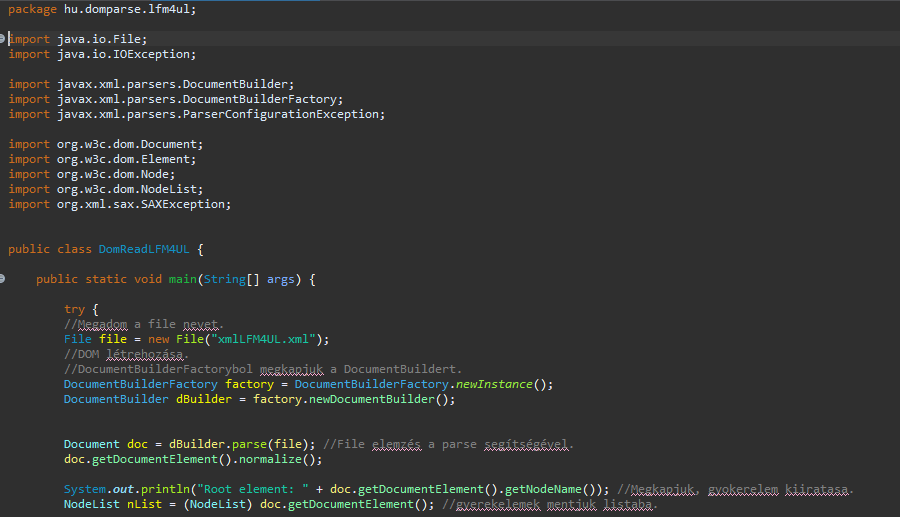 package hu.domparse.lfm4ul;
import java.io.File;
import java.io.IOException;
import javax.xml.parsers.DocumentBuilder;
import javax.xml.parsers.DocumentBuilderFactory;
import javax.xml.parsers.ParserConfigurationException;
import org.w3c.dom.Document;
import org.w3c.dom.Element;
import org.w3c.dom.Node;
import org.w3c.dom.NodeList;
import org.xml.sax.SAXException;
public class DomReadLFM4UL {
public static void main(String[] args) {
try {
//Megadom a file nevet.
File file = new File("xmlLFM4UL.xml");
//DOM létrehozása.
//DocumentBuilderFactorybol megkapjuk a DocumentBuildert.
DocumentBuilderFactory factory = DocumentBuilderFactory.newInstance();
DocumentBuilder dBuilder = factory.newDocumentBuilder();
Document doc = dBuilder.parse(file); //File elemzés a parse segítségével.
doc.getDocumentElement().normalize();
System.out.println("Root element: " + doc.getDocumentElement().getNodeName()); //Megkapjuk, gyokerelem kiiratasa.
NodeList nList = (NodeList) doc.getDocumentElement(); //gyerekelemek mentjuk listaba.